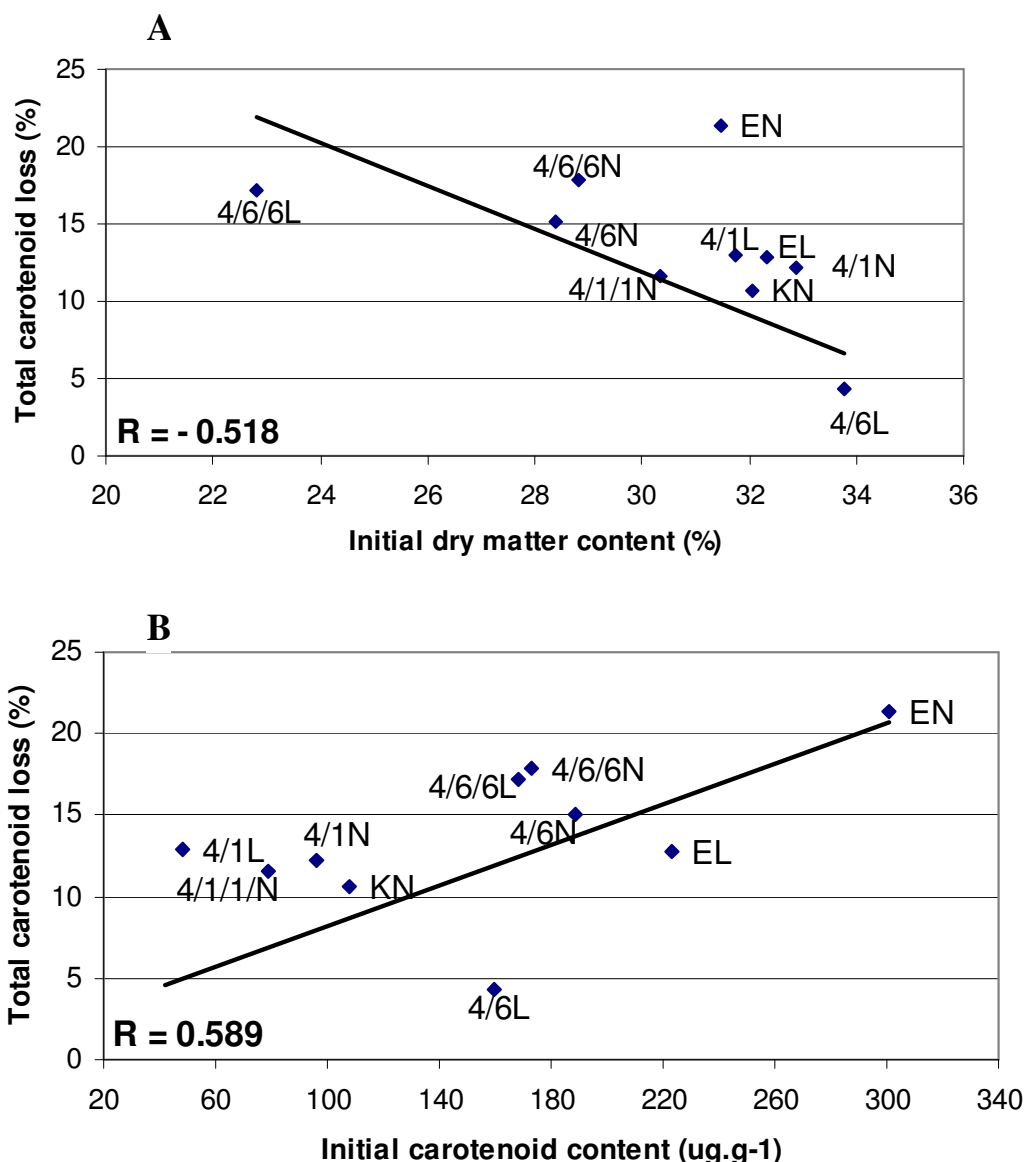 A
Total carotenoid loss (%)
25
20
15
10
5
0
EN
4/6/6N
4/6/6L
4/6N
4/1L
EL
4/1N
4/1/1N
KN
4/6L
R = - 0.518
20 22 24 26 28 30 32 34 36
Initial dry matter content (%)
B
Total carotenoid loss (%)
25
20
15
10
5
0
EN
4/6/6L
4/6/6N
4/6N
4/1N
4/1L
EL
4/1/1/N
KN
4/6L
R = 0.589
20 60 100 140 180 220 260 300 340
Initial carotenoid content (ug.g-1)